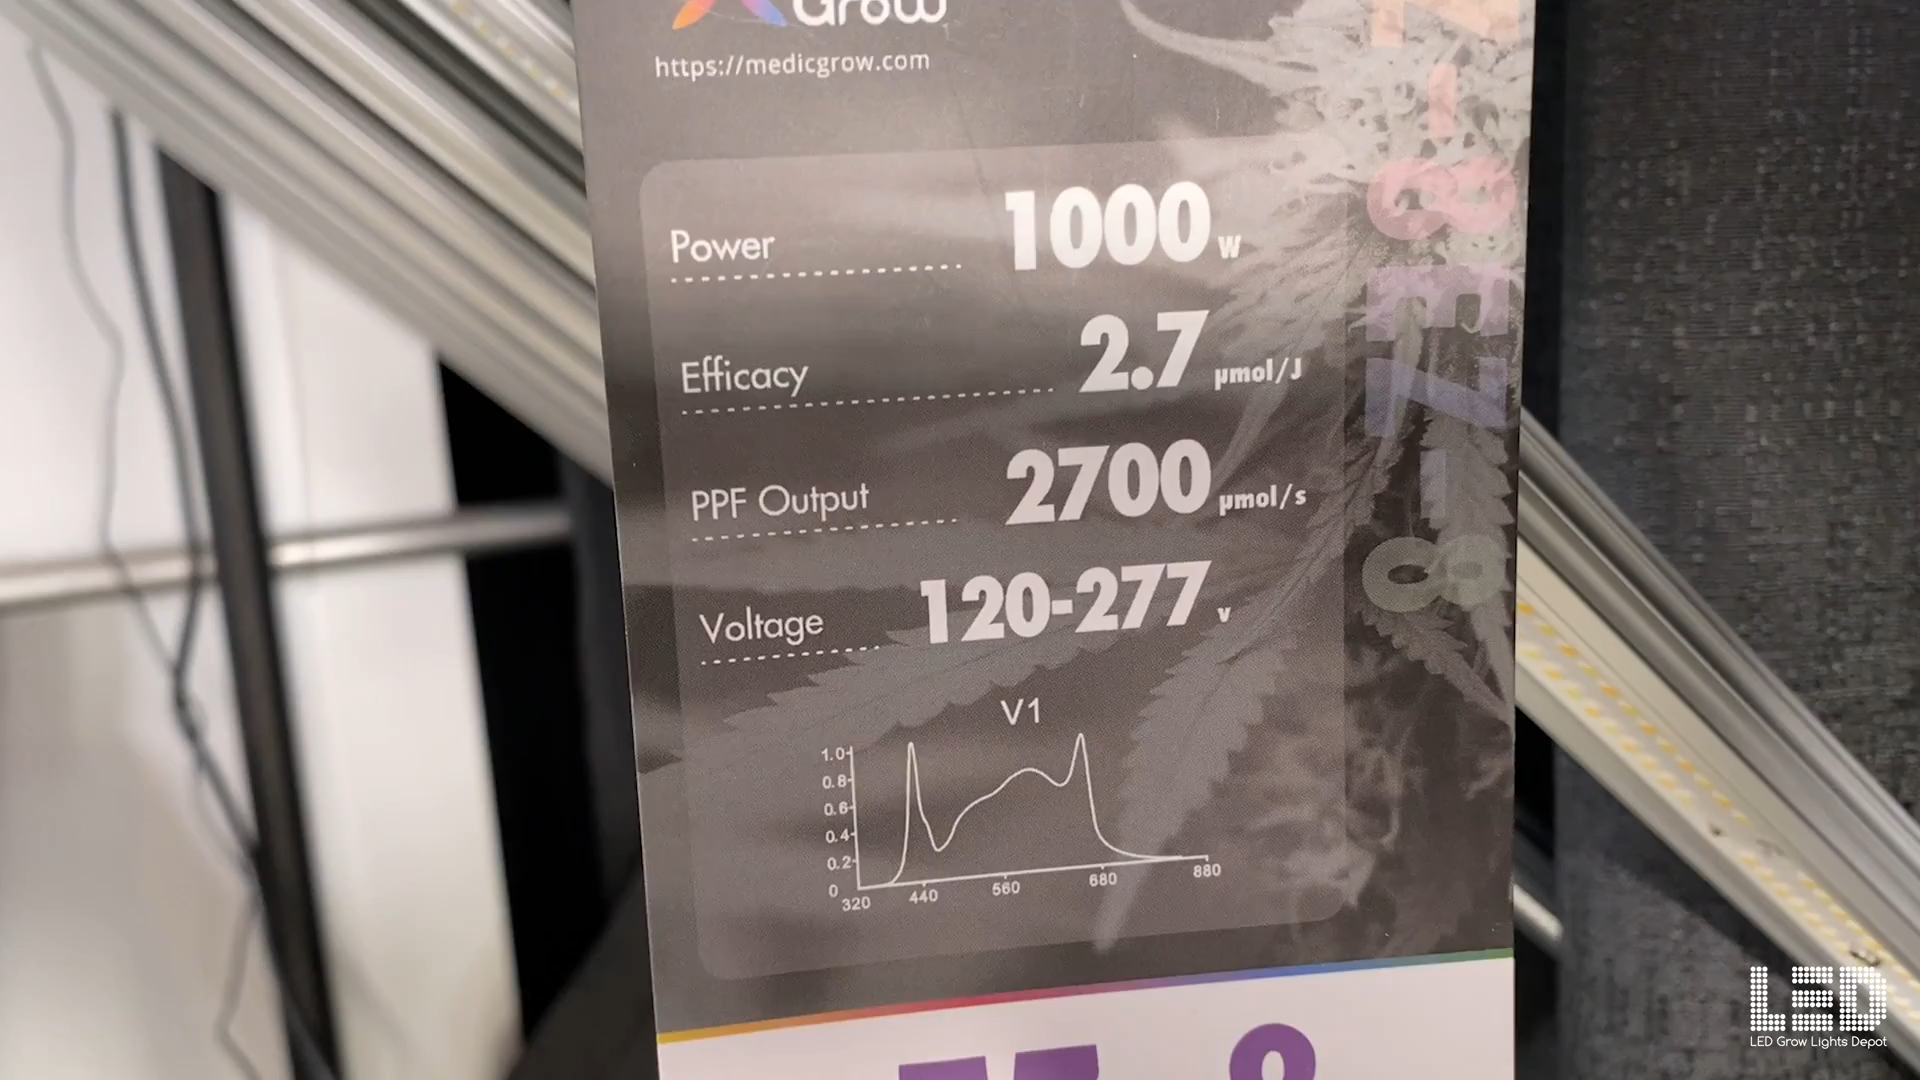 Grow
https://medicgrow.com
Power 1000 W
Efficacy 2.7 μmol/J
PPF Output 2700 μmol/s
Voltage 120-277 v
V1
1.0
0.8
0.6
0.4
0.2
0
320 440 560 680 880
LED
LED Grow Lights Depot